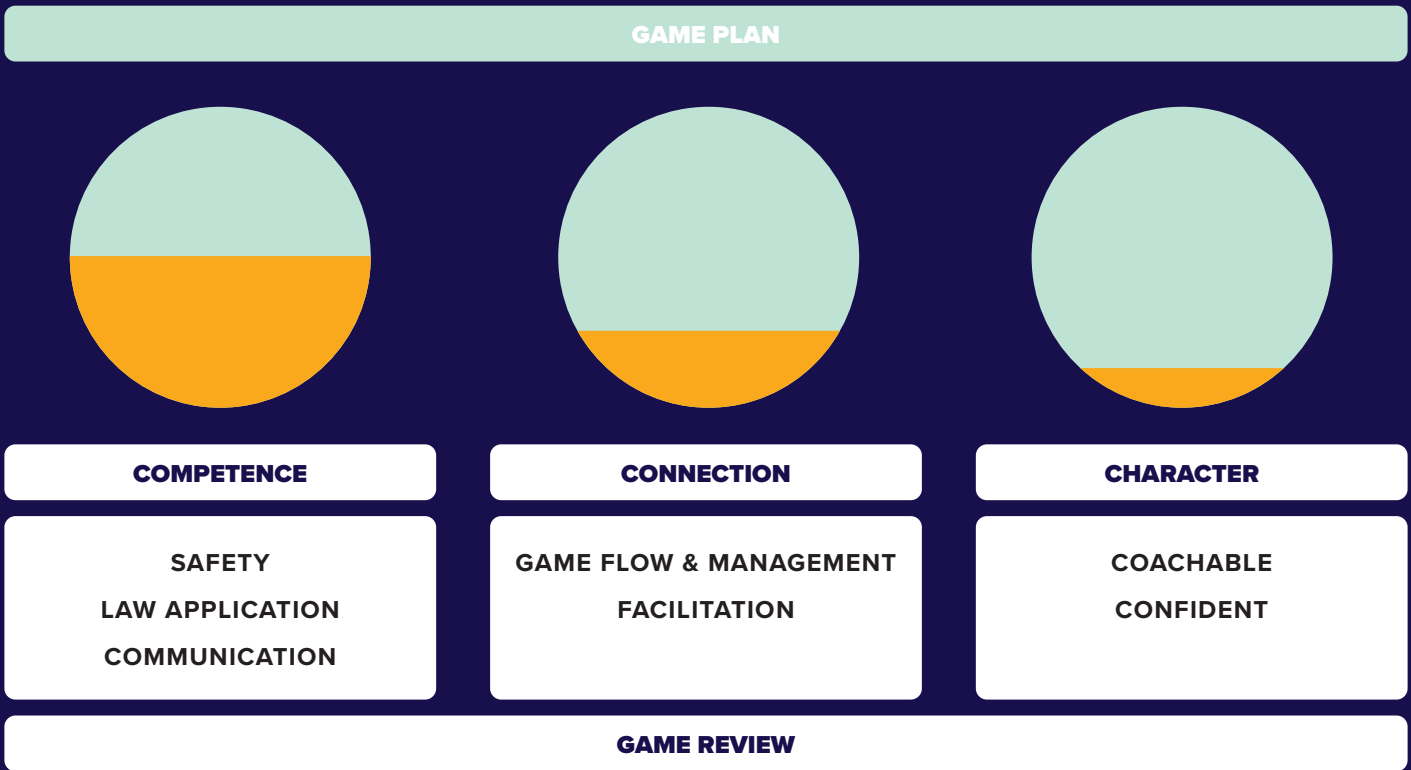 GAME PLAN
COMPETENCE
SAFETY
LAW APPLICATION
COMMUNICATION
CONNECTION
GAME FLOW & MANAGEMENT
FACILITATION
CHARACTER
COACHABLE
CONFIDENT
GAME REVIEW